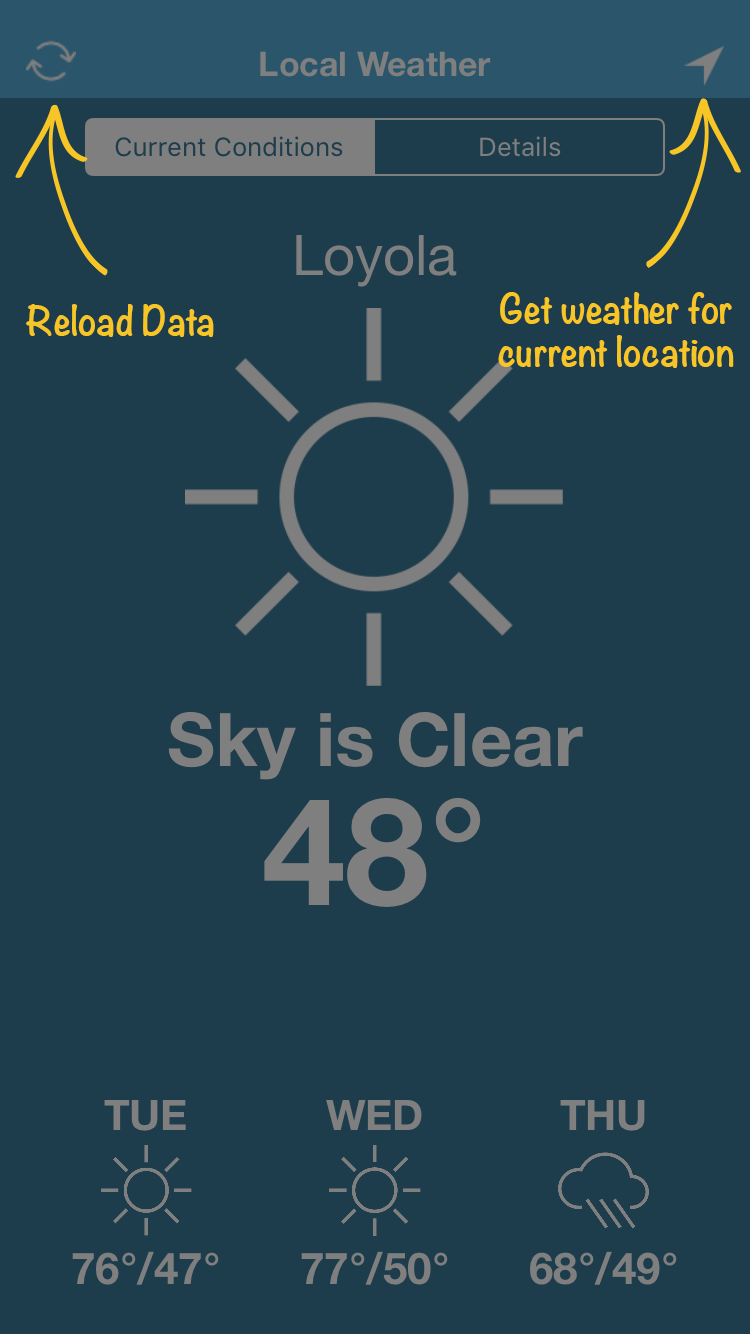 Local Weather
Current Conditions
Details
Loyola
Reload Data
Get weather for
current location
Sky is Clear
48°
TUE
WED
THU
76°/47°
77°/50°
68°/49°